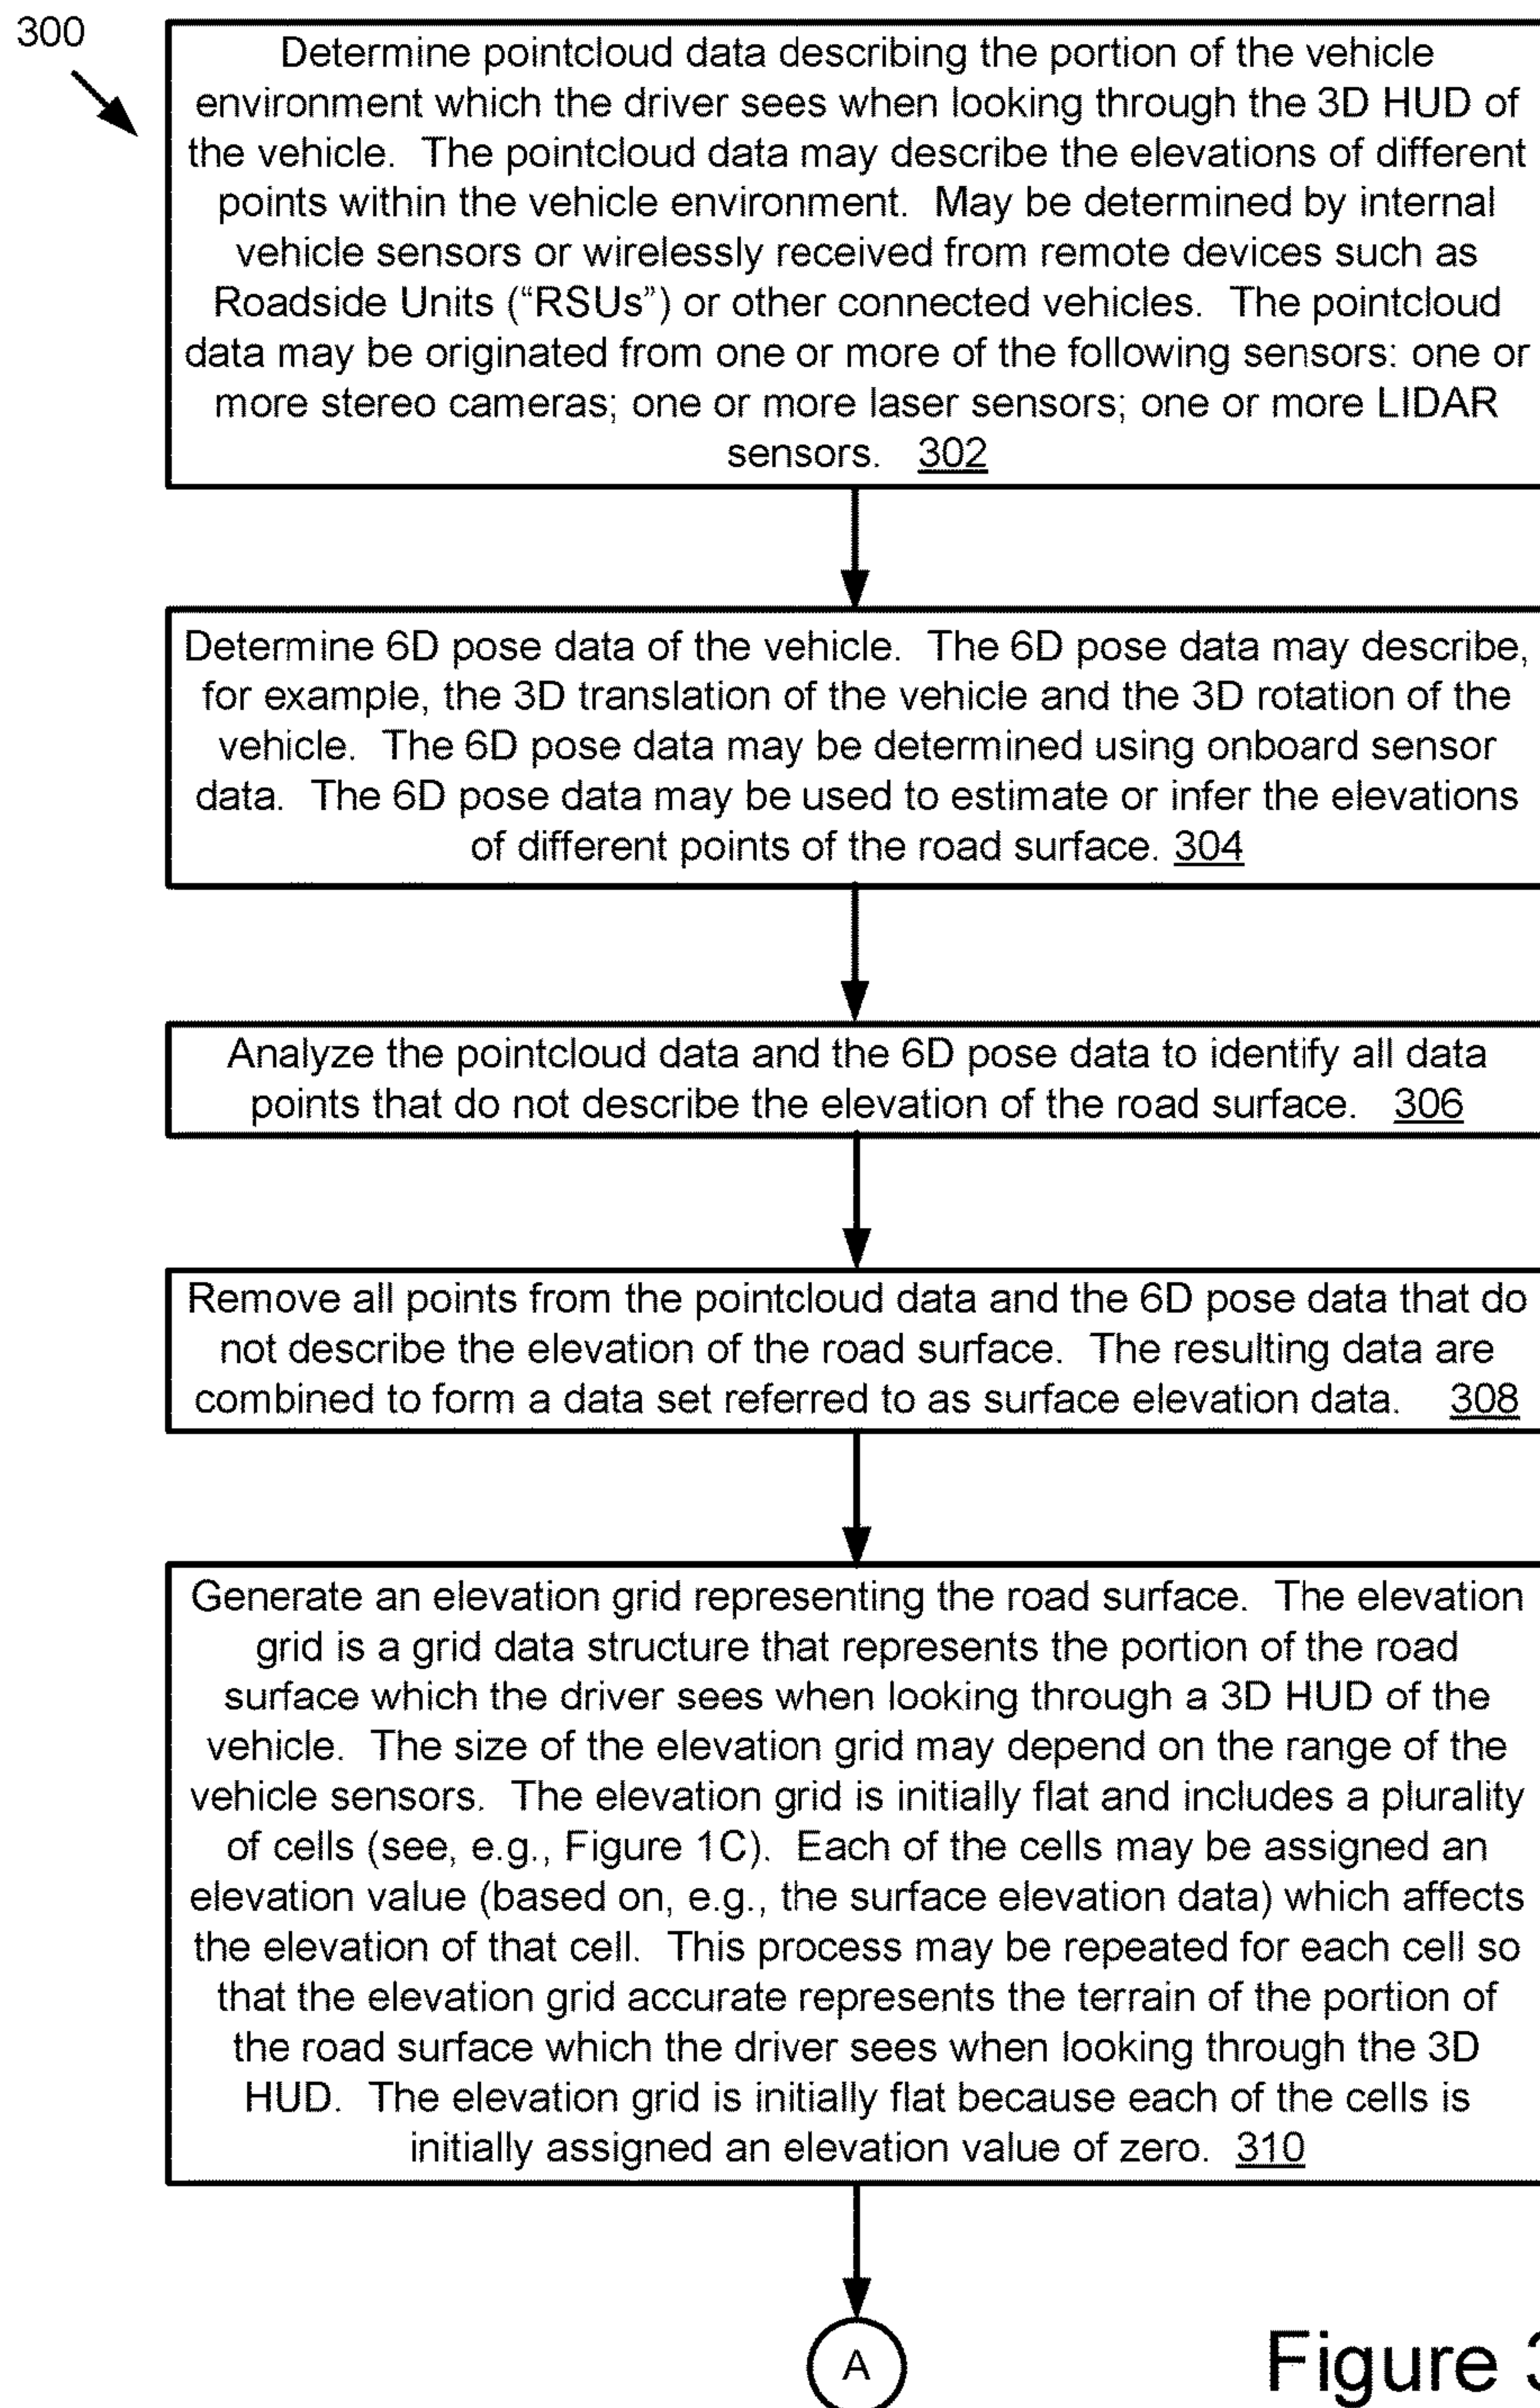 300
Determine pointcloud data describing the portion of the vehicle
environment which the driver sees when looking through the 3D HUD of
the vehicle. The pointcloud data may describe the elevations of different
points within the vehicle environment. May be determined by internal
vehicle sensors or wirelessly received from remote devices such as
Roadside Units (“RSUs”) or other connected vehicles. The pointcloud
data may be originated from one or more of the following sensors: one or
more stereo cameras; one or more laser sensors; one or more LIDAR
sensors. 302
Determine 6D pose data of the vehicle. The 6D pose data may describe,
for example, the 3D translation of the vehicle and the 3D rotation of the
vehicle. The 6D pose data may be determined using onboard sensor
data. The 6D pose data may be used to estimate or infer the elevations
of different points of the road surface. 304
Analyze the pointcloud data and the 6D pose data to identify all data
points that do not describe the elevation of the road surface. 306
Remove all points from the pointcloud data and the 6D pose data that do
not describe the elevation of the road surface. The resulting data are
combined to form a data set referred to as surface elevation data. 308
Generate an elevation grid representing the road surface. The elevation
grid is a grid data structure that represents the portion of the road
surface which the driver sees when looking through a 3D HUD of the
vehicle. The size of the elevation grid may depend on the range of the
vehicle sensors. The elevation grid is initially flat and includes a plurality
of cells (see, e.g., Figure 1C). Each of the cells may be assigned an
elevation value (based on, e.g., the surface elevation data) which affects
the elevation of that cell. This process may be repeated for each cell so
that the elevation grid accurate represents the terrain of the portion of
the road surface which the driver sees when looking through the 3D
HUD. The elevation grid is initially flat because each of the cells is
initially assigned an elevation value of zero. 310
A
Figure 3